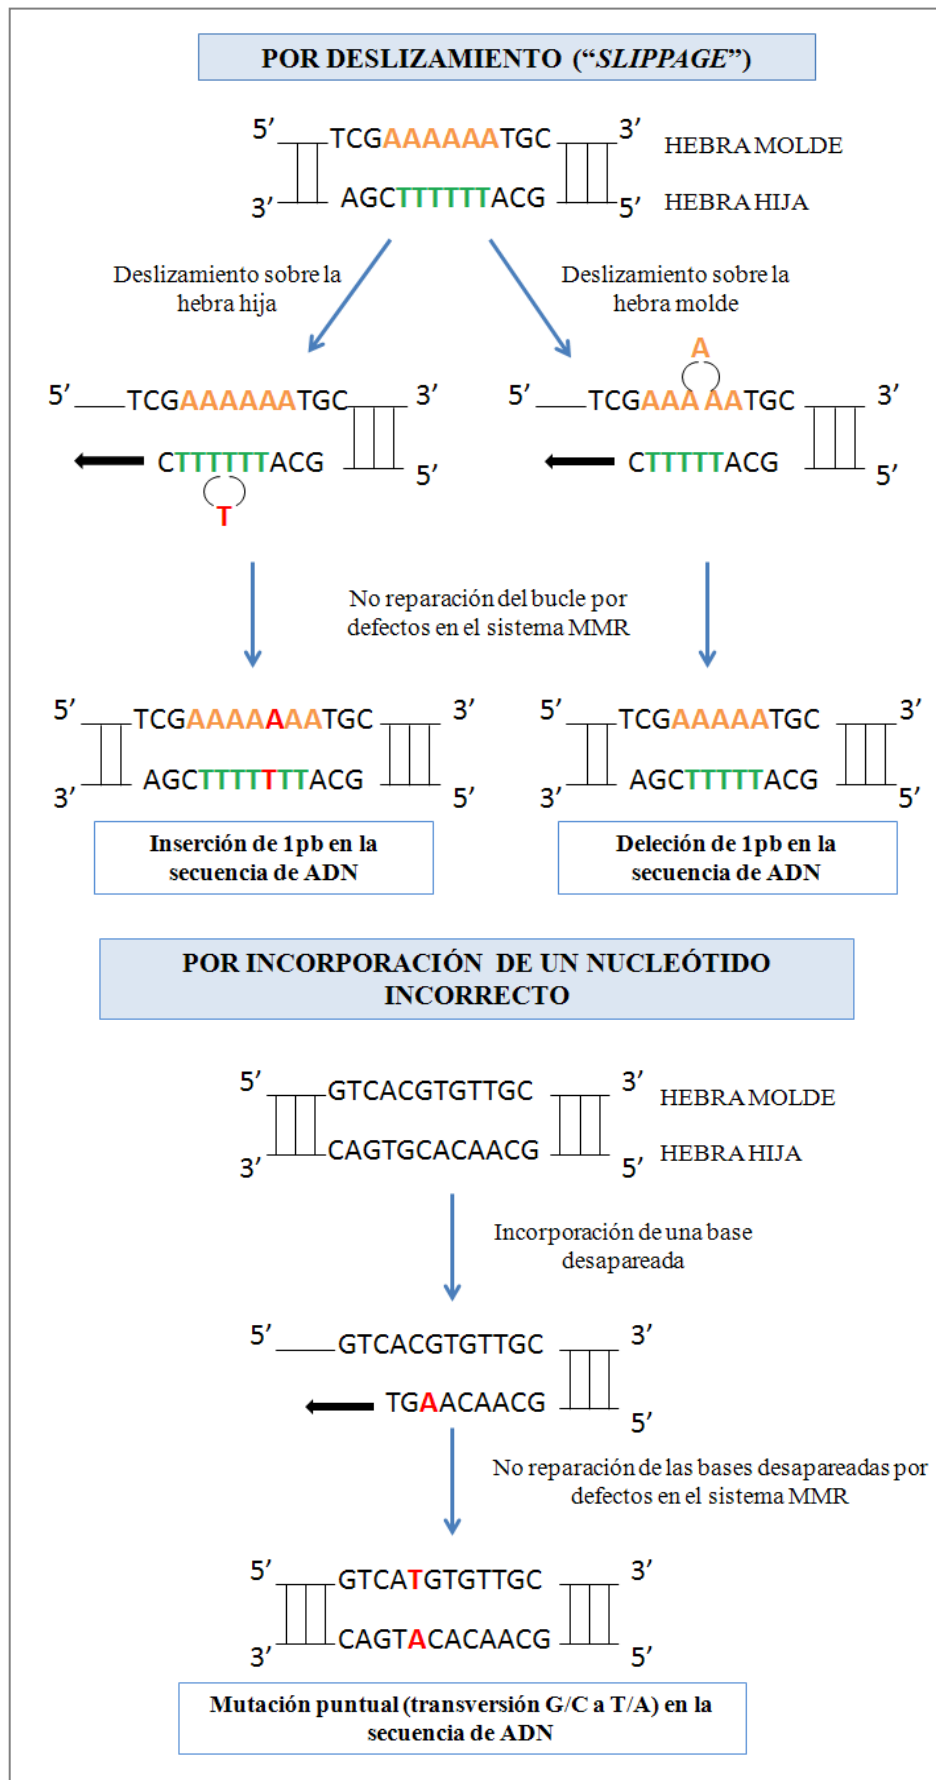 POR DESLIZAMIENTO (“SLIPPAGE”)
5’ TCGAAAAAATGC 3’ HEBRA MOLDE
3’ AGCTTTTTTACG 5’ HEBRA HIJA
Deslizamiento sobre la
hebra hija
Deslizamiento sobre la
hebra molde
A
5’ TCGAAAAAATGC 3’
CTTTTTTACG 5’
T
5’ TCGAAA AATGC 3’
CTTTTTACG 5’
No reparación del bucle por
defectos en el sistema MMR
5’ TCGAAAAAAATGC 3’
3’ AGCTTTTTTTACG 5’
5’ TCGAAAAATGC 3’
3’ AGCTTTTTACG 5’
Inserción de 1pb en la
secuencia de ADN
Deleción de 1pb en la
secuencia de ADN
POR INCORPORACIÓN DE UN NUCLEÓTIDO
INCORRECTO
5’ GTCACGTGTTGC 3’ HEBRA MOLDE
3’ CAGTGCACAACG 5’ HEBRA HIJA
Incorporación de una base
desapareada
5’ GTCACGTGTTGC 3’
TGAACAACG 5’
No reparación de las bases desapareadas por
defectos en el sistema MMR
5’ GTCATGTGTTGC 3’
3’ CAGTACACAACG 5’
Mutación puntual (transversión G/C a T/A) en la
secuencia de ADN